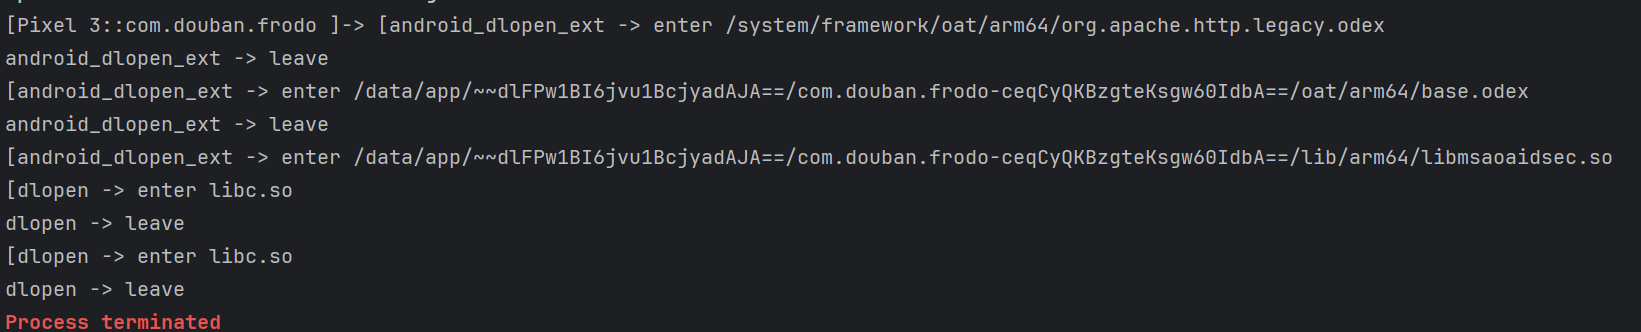 [Pixel 3::com.douban.frodo ]-> [android_dlopen_ext -> enter /system/framework/oat/arm64/org.apache.http.legacy.odex
android_dlopen_ext -> leave
[android_dlopen_ext -> enter /data/app/~~dlFPw1BI6jvu1BcjyadAJA==/com.douban.frodo-ceqCyQKBzgteKsgw60IdbA==/oat/arm64/base.odex
android_dlopen_ext -> leave
[android_dlopen_ext -> enter /data/app/~~dlFPw1BI6jvu1BcjyadAJA==/com.douban.frodo-ceqCyQKBzgteKsgw60IdbA==/lib/arm64/libmsaoaidsec.so
[dlopen -> enter libc.so
dlopen -> leave
[dlopen -> enter libc.so
dlopen -> leave
Process terminated